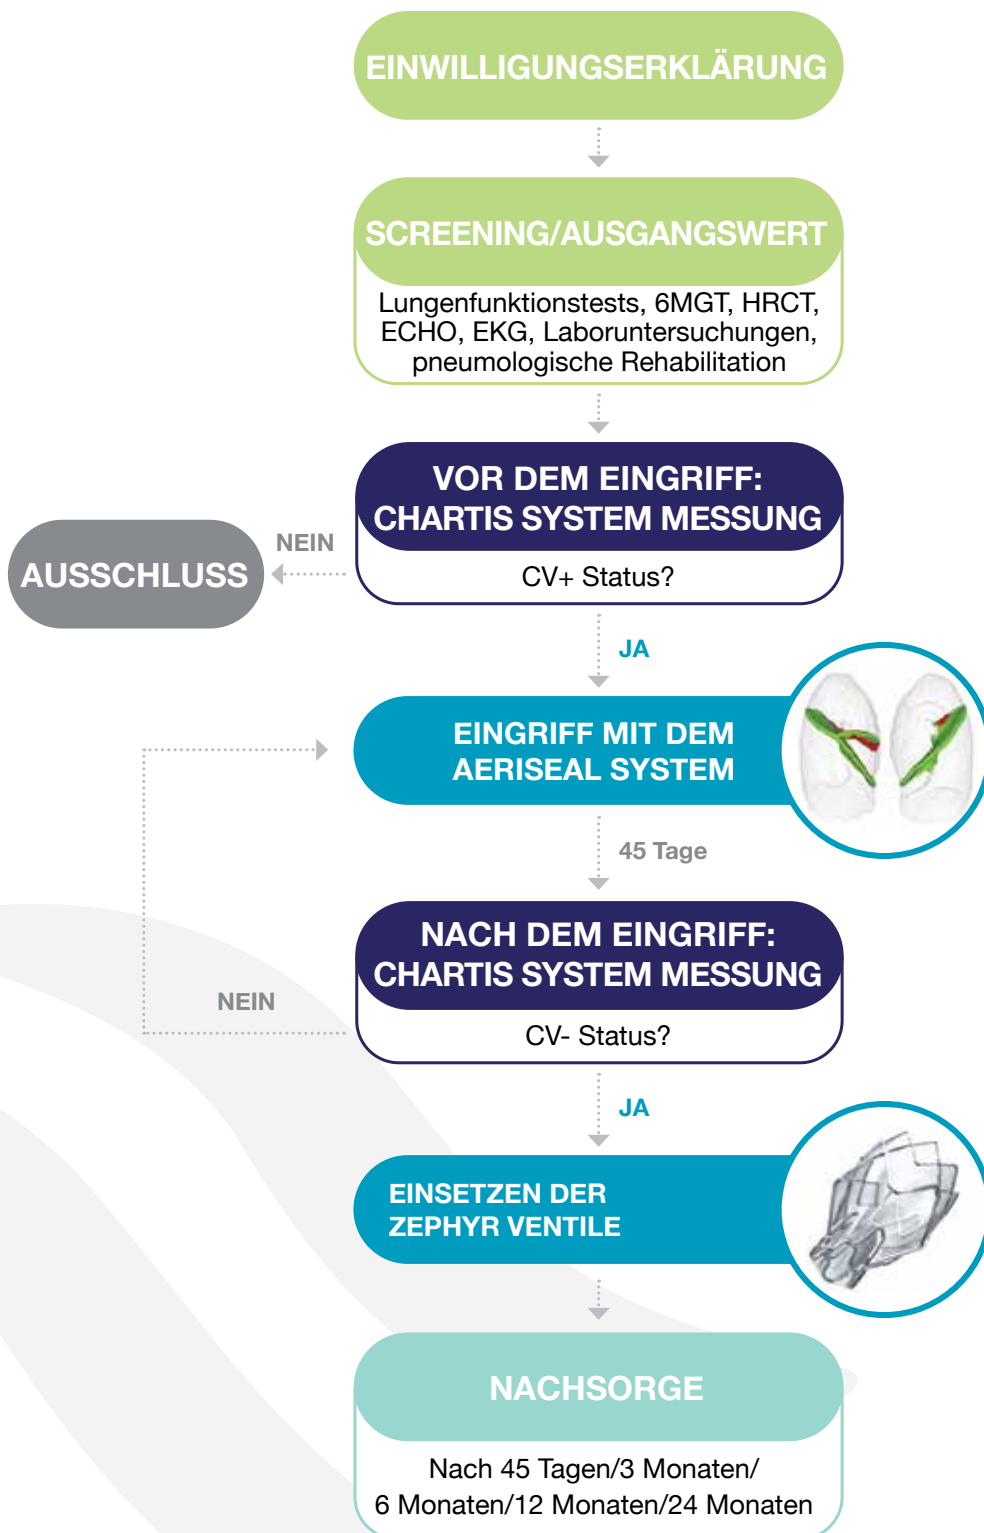 EINWILLIGUNGSERKLÄRUNG
SCREENING/AUSGANGSWERT
Lungenfunktionstests, 6MGT, HRCT,
ECHO, EKG, Laboruntersuchungen,
pneumologische Rehabilitation
VOR DEM EINGRIFF:
CHARTIS SYSTEM MESSUNG
CV+ Status?
NEIN
AUSSCHLUSS
JA
EINGRIFF MIT DEM
AERISEAL SYSTEM
45 Tage
NACH DEM EINGRIFF:
CHARTIS SYSTEM MESSUNG
CV- Status?
NEIN
JA
EINSETZEN DER
ZEPHYR VENTILE
NACHSORGE
Nach 45 Tagen/3 Monaten/
6 Monaten/12 Monaten/24 Monaten